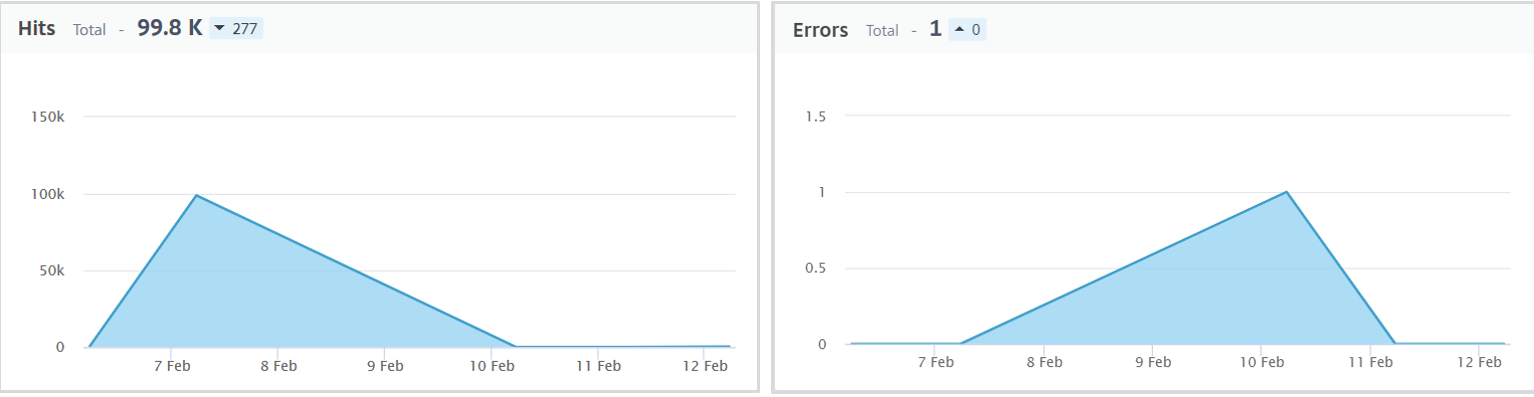 Hits Total - 99.8 K 277
150k
100k
50k
0
7 Feb 8 Feb 9 Feb 10 Feb 11 Feb 12 Feb
Errors Total - 1 0
1.5
1
0.5
0
7 Feb 8 Feb 9 Feb 10 Feb 11 Feb 12 Feb